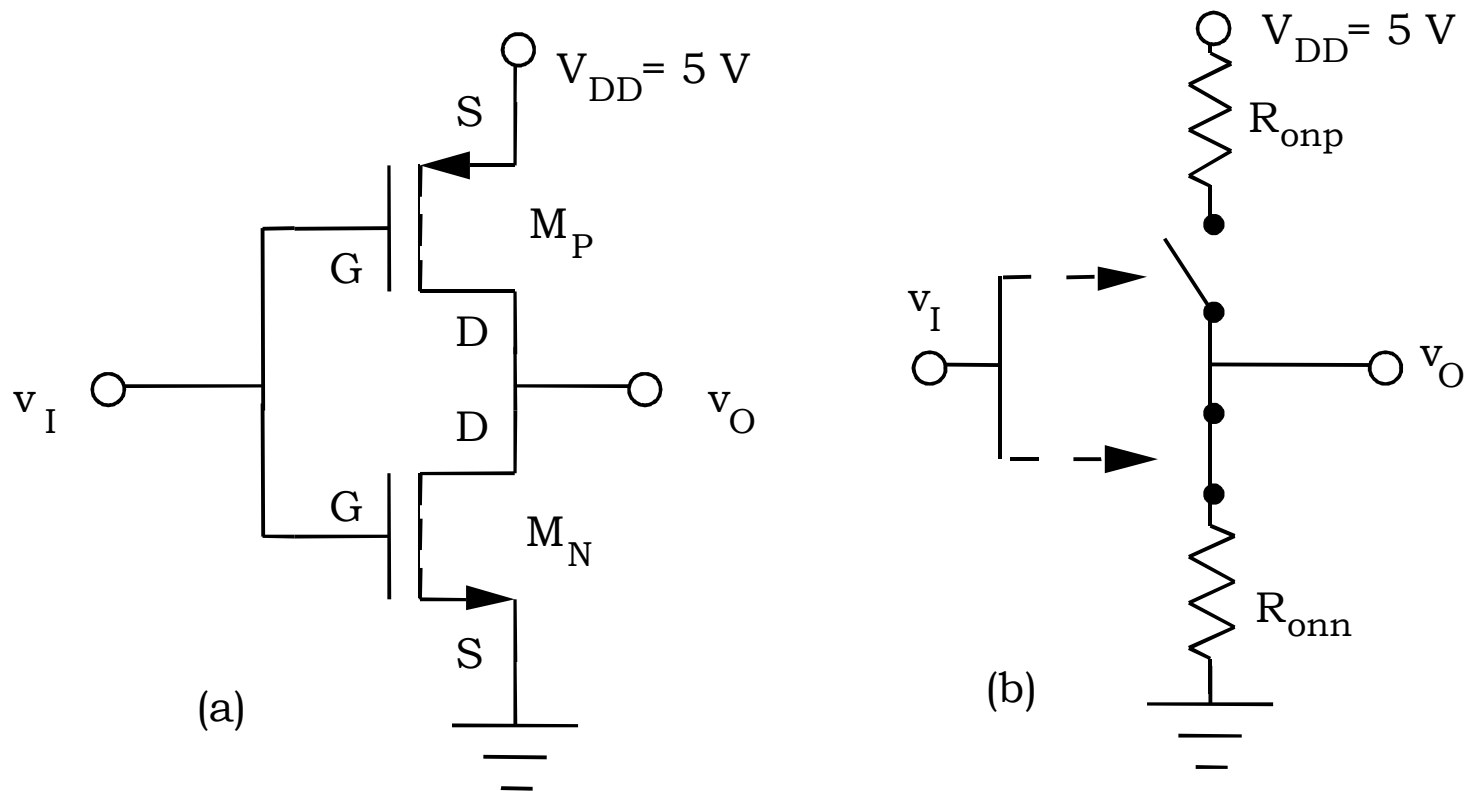 V_DD= 5 V
S
M_P
G
D
v_I
v_O
D
G
M_N
S
(a)
V_DD= 5 V
R_onp
v_I
v_O
R_onn
(b)